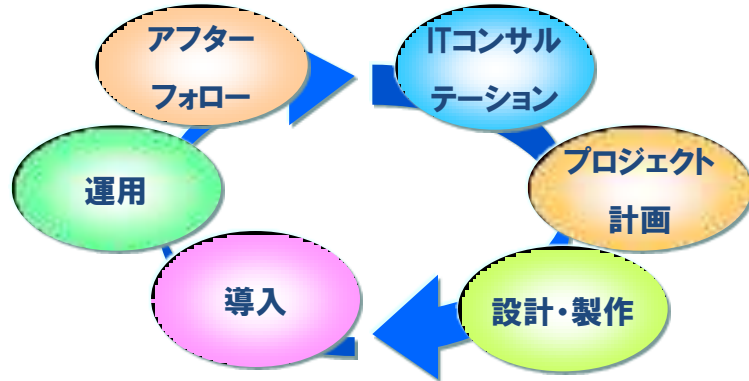 アフター
フォロー
ITコンサル
テーション
プロジェクト
計画
設計・製作
導入
運用